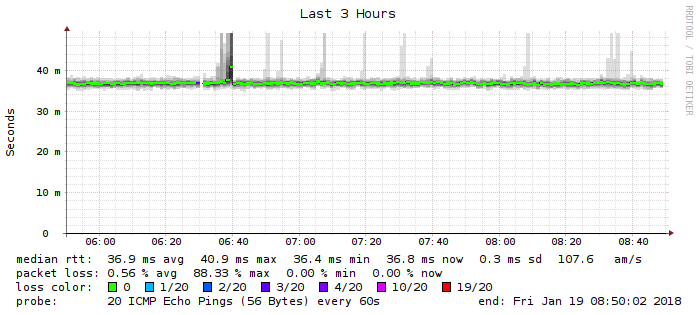 Last 3 Hours
RRDTOOL / TOBI OETIKER
Seconds
40 m
30 m
20 m
10 m
0
06:00 06:20 06:40 07:00 07:20 07:40 08:00 08:20 08:40
median rtt: 36.9 ms avg 40.9 ms max 36.4 ms min 36.8 ms now 0.3 ms sd 107.6 am/s
packet loss: 0.56 % avg 88.33 % max 0.00 % min 0.00 % now
loss color: 0 1/20 2/20 3/20 4/20 10/20 19/20
probe: 20 ICMP Echo Pings (56 Bytes) every 60s end: Fri Jan 19 08:50:02 2018